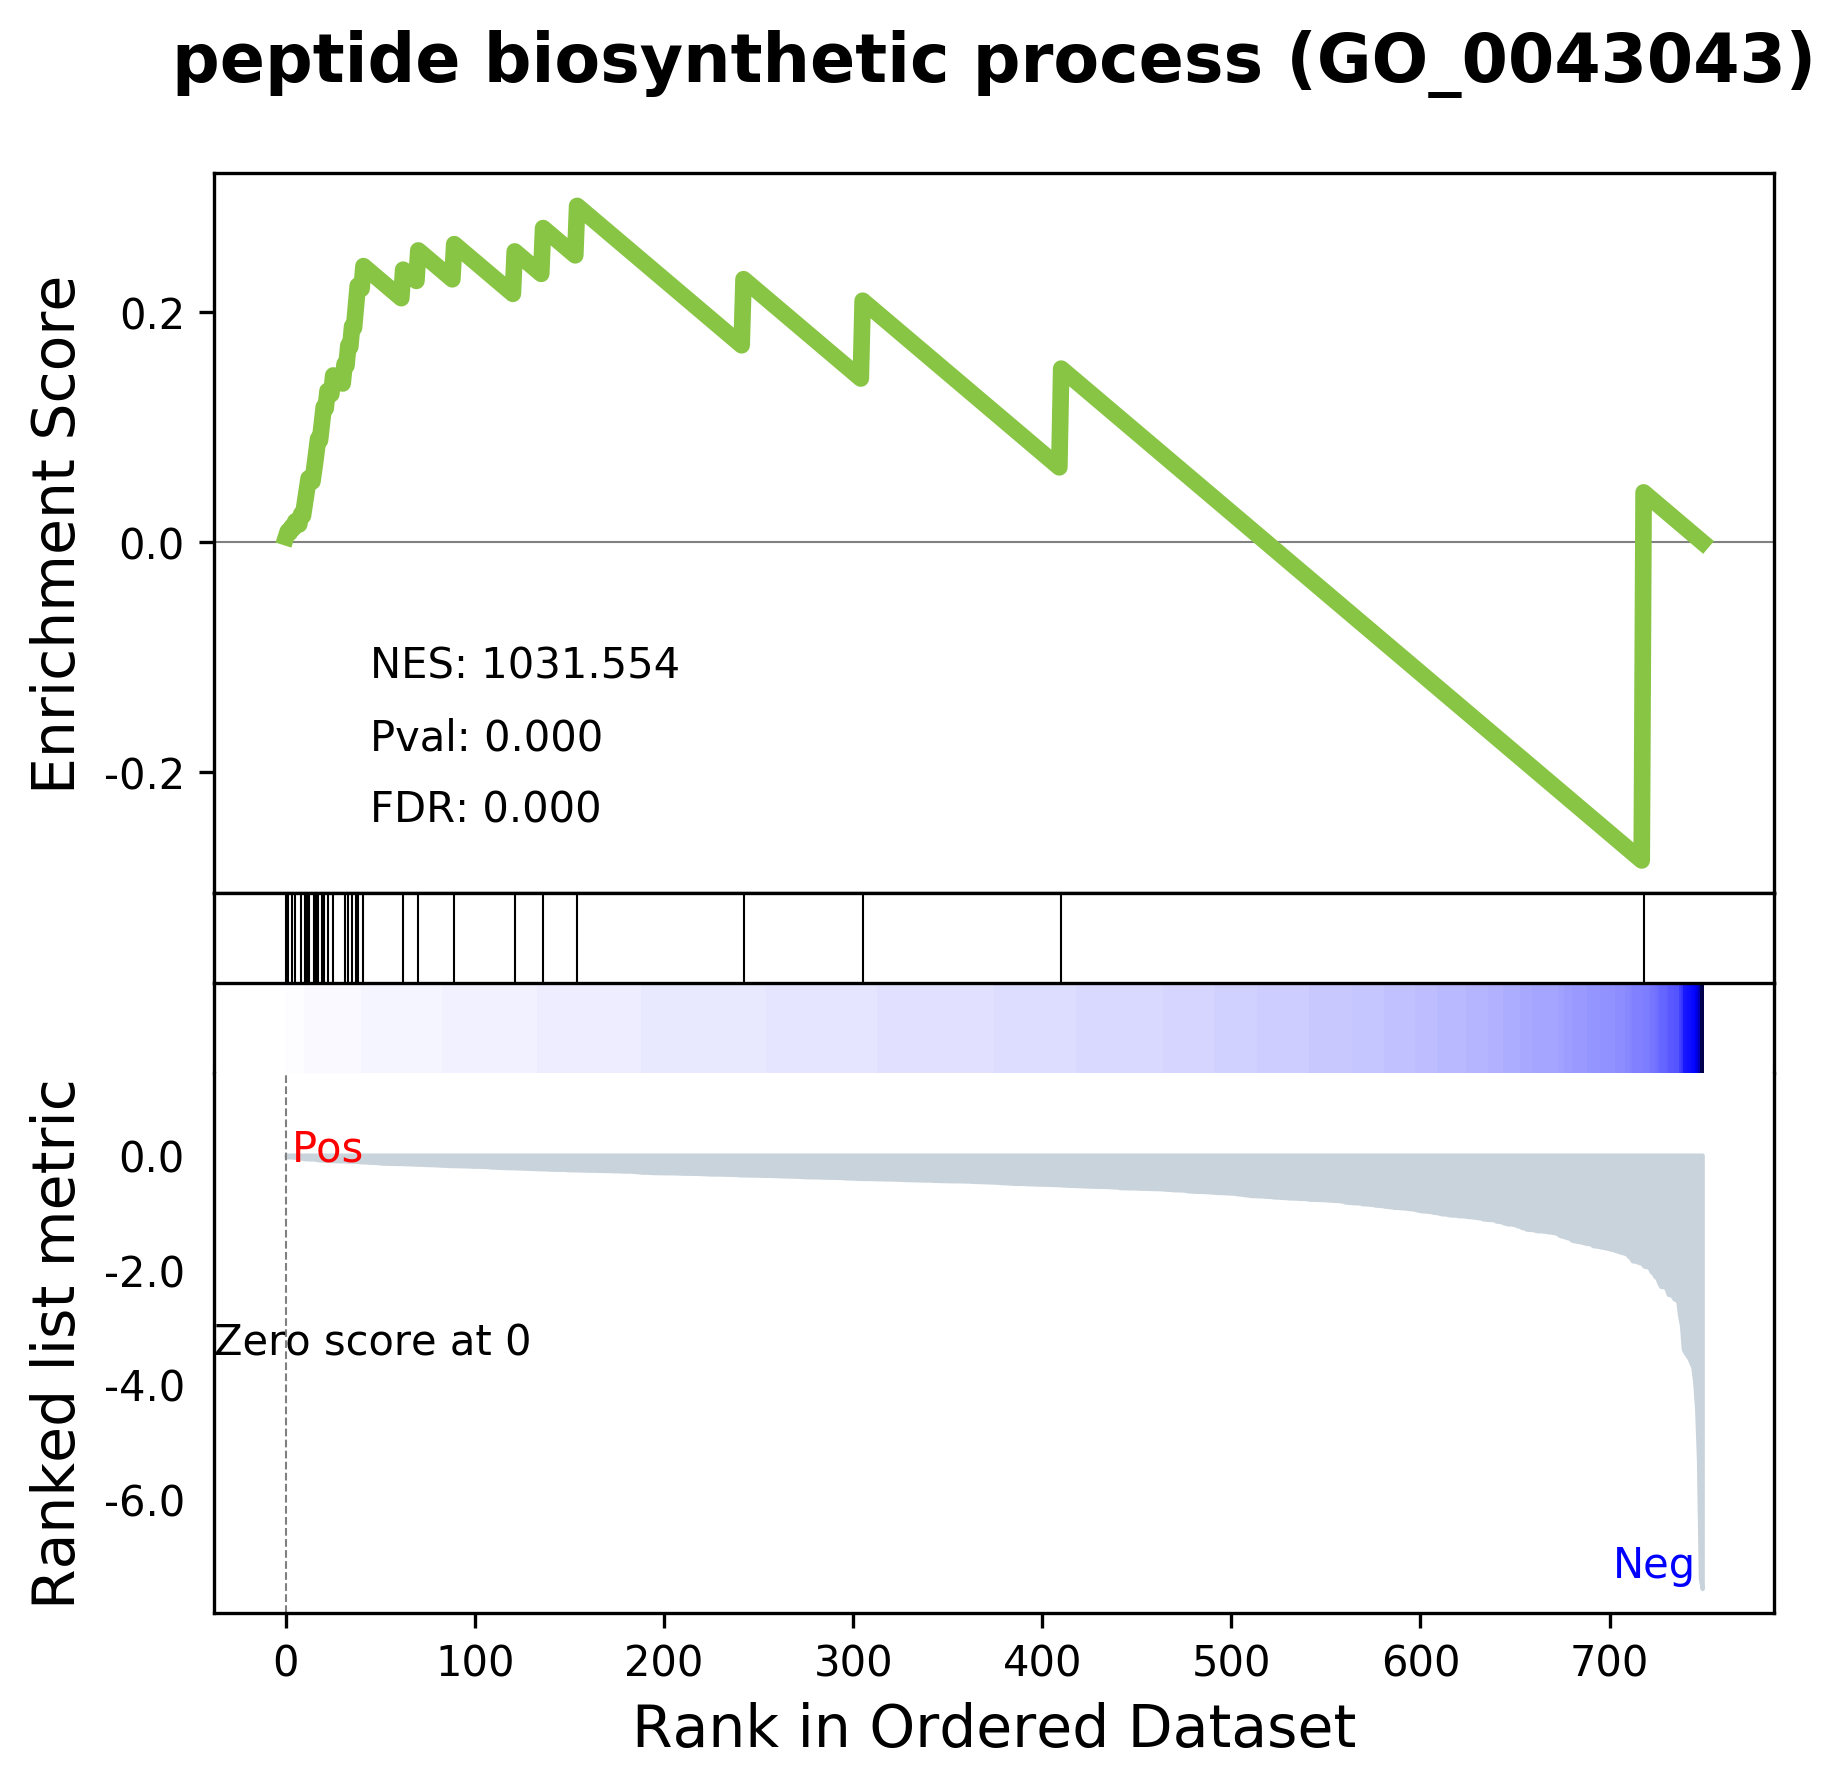 peptide biosynthetic process (GO_0043043)
Enrichment Score
0.2
0.0
-0.2
NES: 1031.554
Pval: 0.000
FDR: 0.000
Ranked list metric
0.0
-2.0
-4.0
-6.0
Pos
Zero score at 0
Neg
0 100 200 300 400 500 600 700
Rank in Ordered Dataset